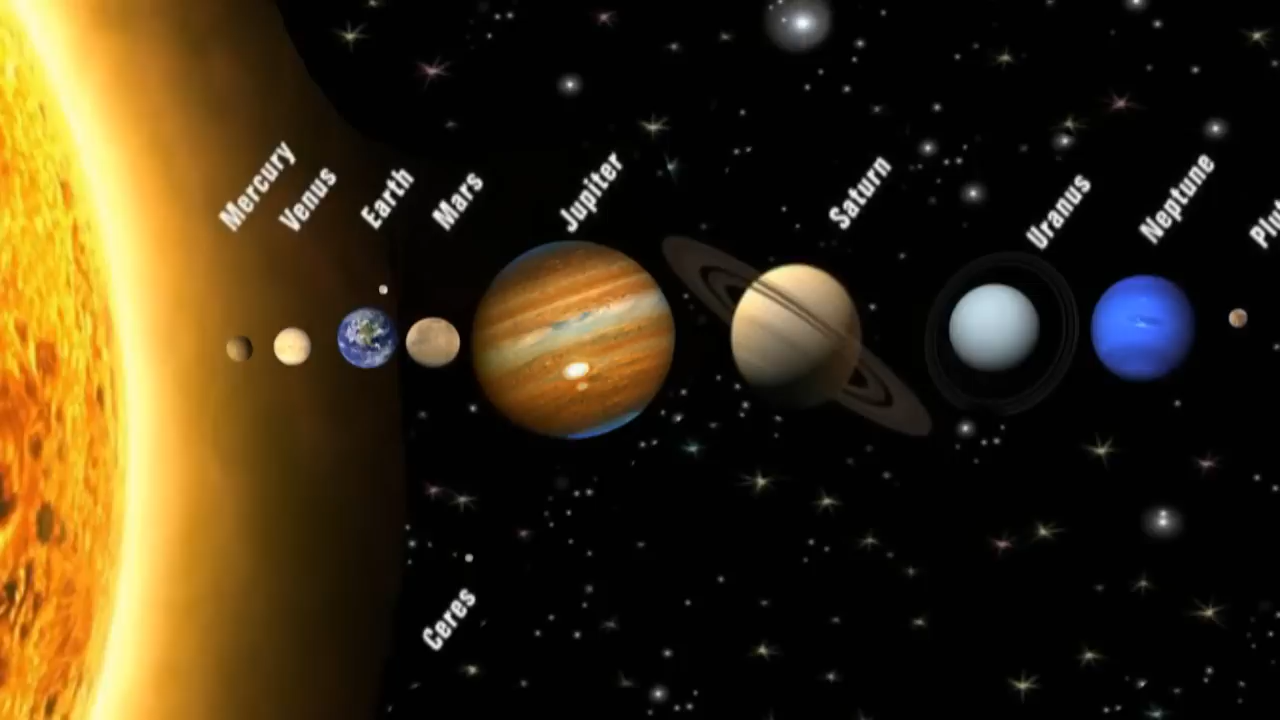 Mercury
Venus
Earth
Mars
Jupiter
Saturn
Uranus
Neptune
Ceres